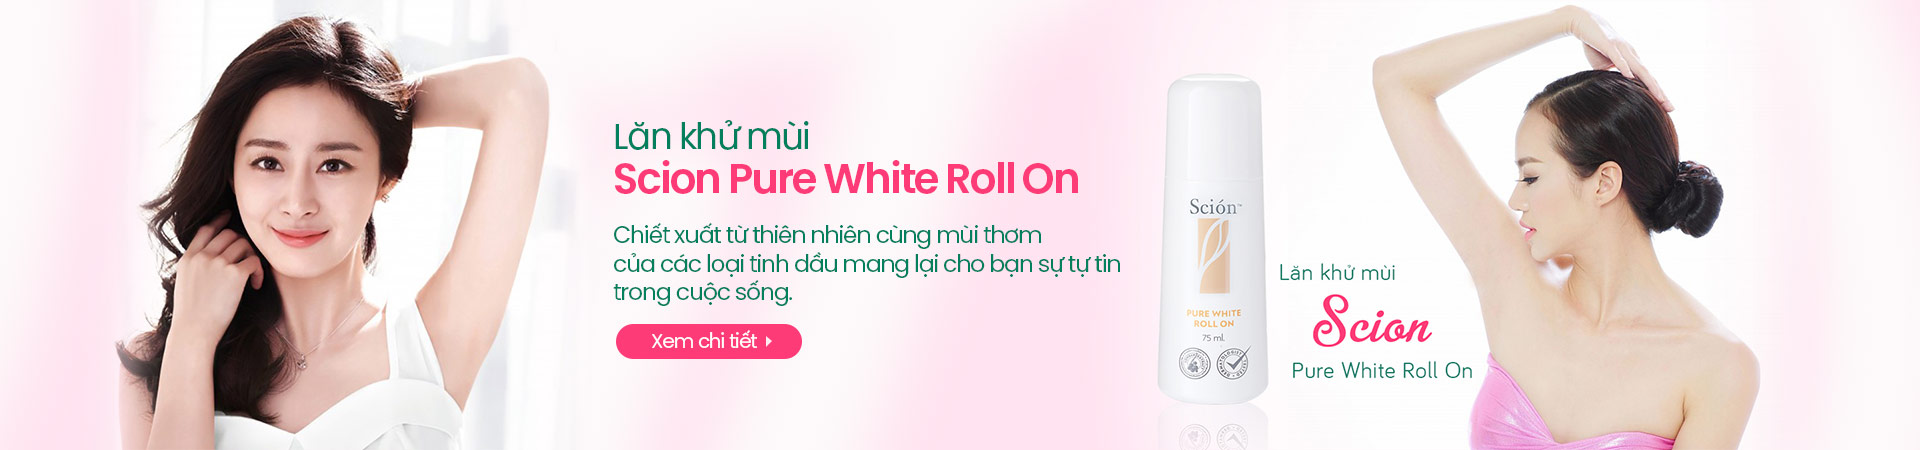 Lăn khử mùi
Scion Pure White Roll On
Chiết xuất từ thiên nhiên cùng mùi thơm
của các loại tinh dầu mang lại cho bạn sự tự tin
trong cuộc sống.
Xem chi tiết
Sción™
PURE WHITE
ROLL ON
75 ml.
Lăn khử mùi
Scion
Pure White Roll On